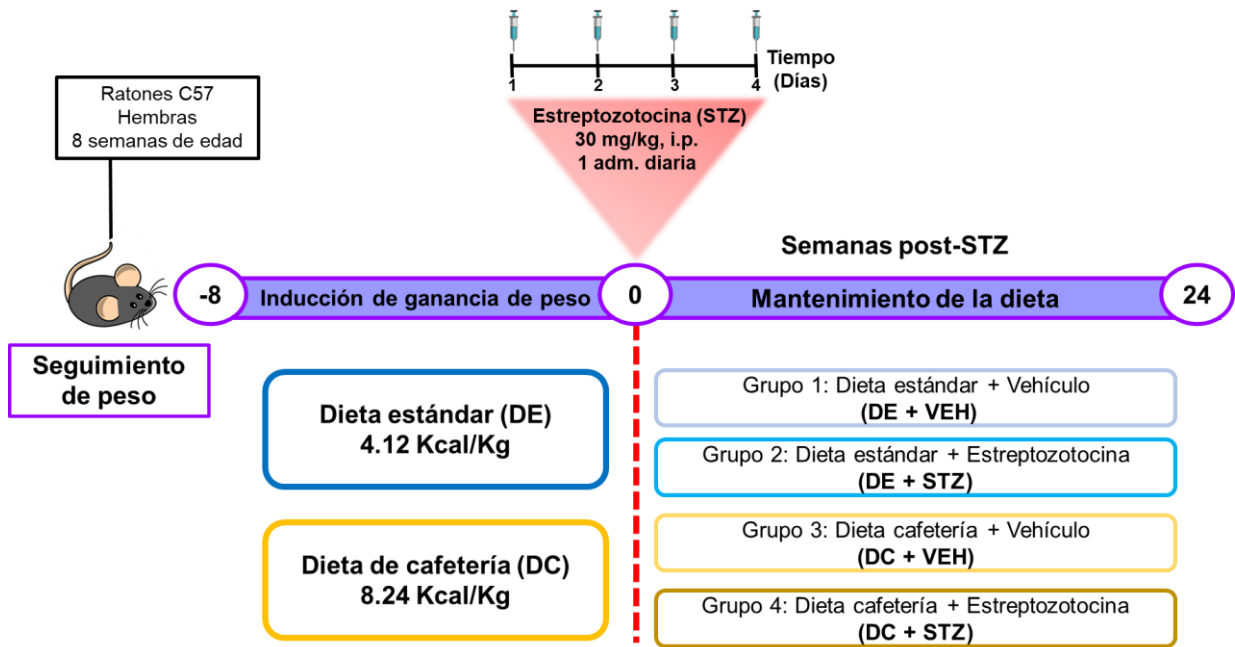 1
2
3
4
Tiempo
(Días)
Ratones C57
Hembras
8 semanas de edad
Estreptozotocina (STZ)
30 mg/kg, i.p.
1 adm. diaria
Semanas post-STZ
-8
Inducción de ganancia de peso
0
Mantenimiento de la dieta
24
Seguimiento
de peso
Dieta estándar (DE)
4.12 Kcal/Kg
Dieta de cafetería (DC)
8.24 Kcal/Kg
Grupo 1: Dieta estándar + Vehículo
(DE + VEH)
Grupo 2: Dieta estándar + Estreptozotocina
(DE + STZ)
Grupo 3: Dieta cafetería + Vehículo
(DC + VEH)
Grupo 4: Dieta cafetería + Estreptozotocina
(DC + STZ)